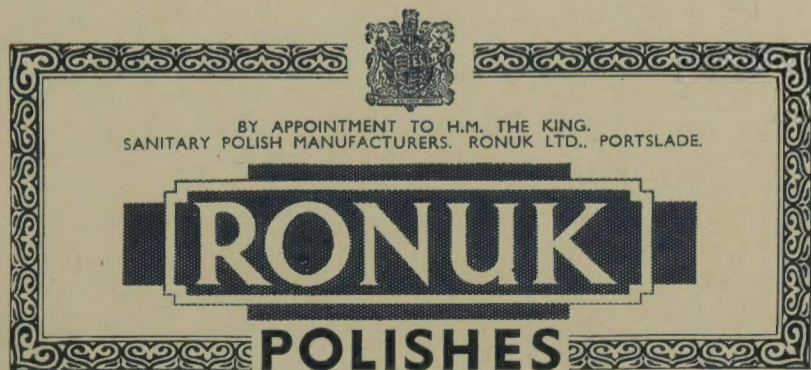 BY APPOINTMENT TO H.M. THE KING.
SANITARY POLISH MANUFACTURERS. RONUK LTD., PORTSLADE.
RONUK
POLISHES